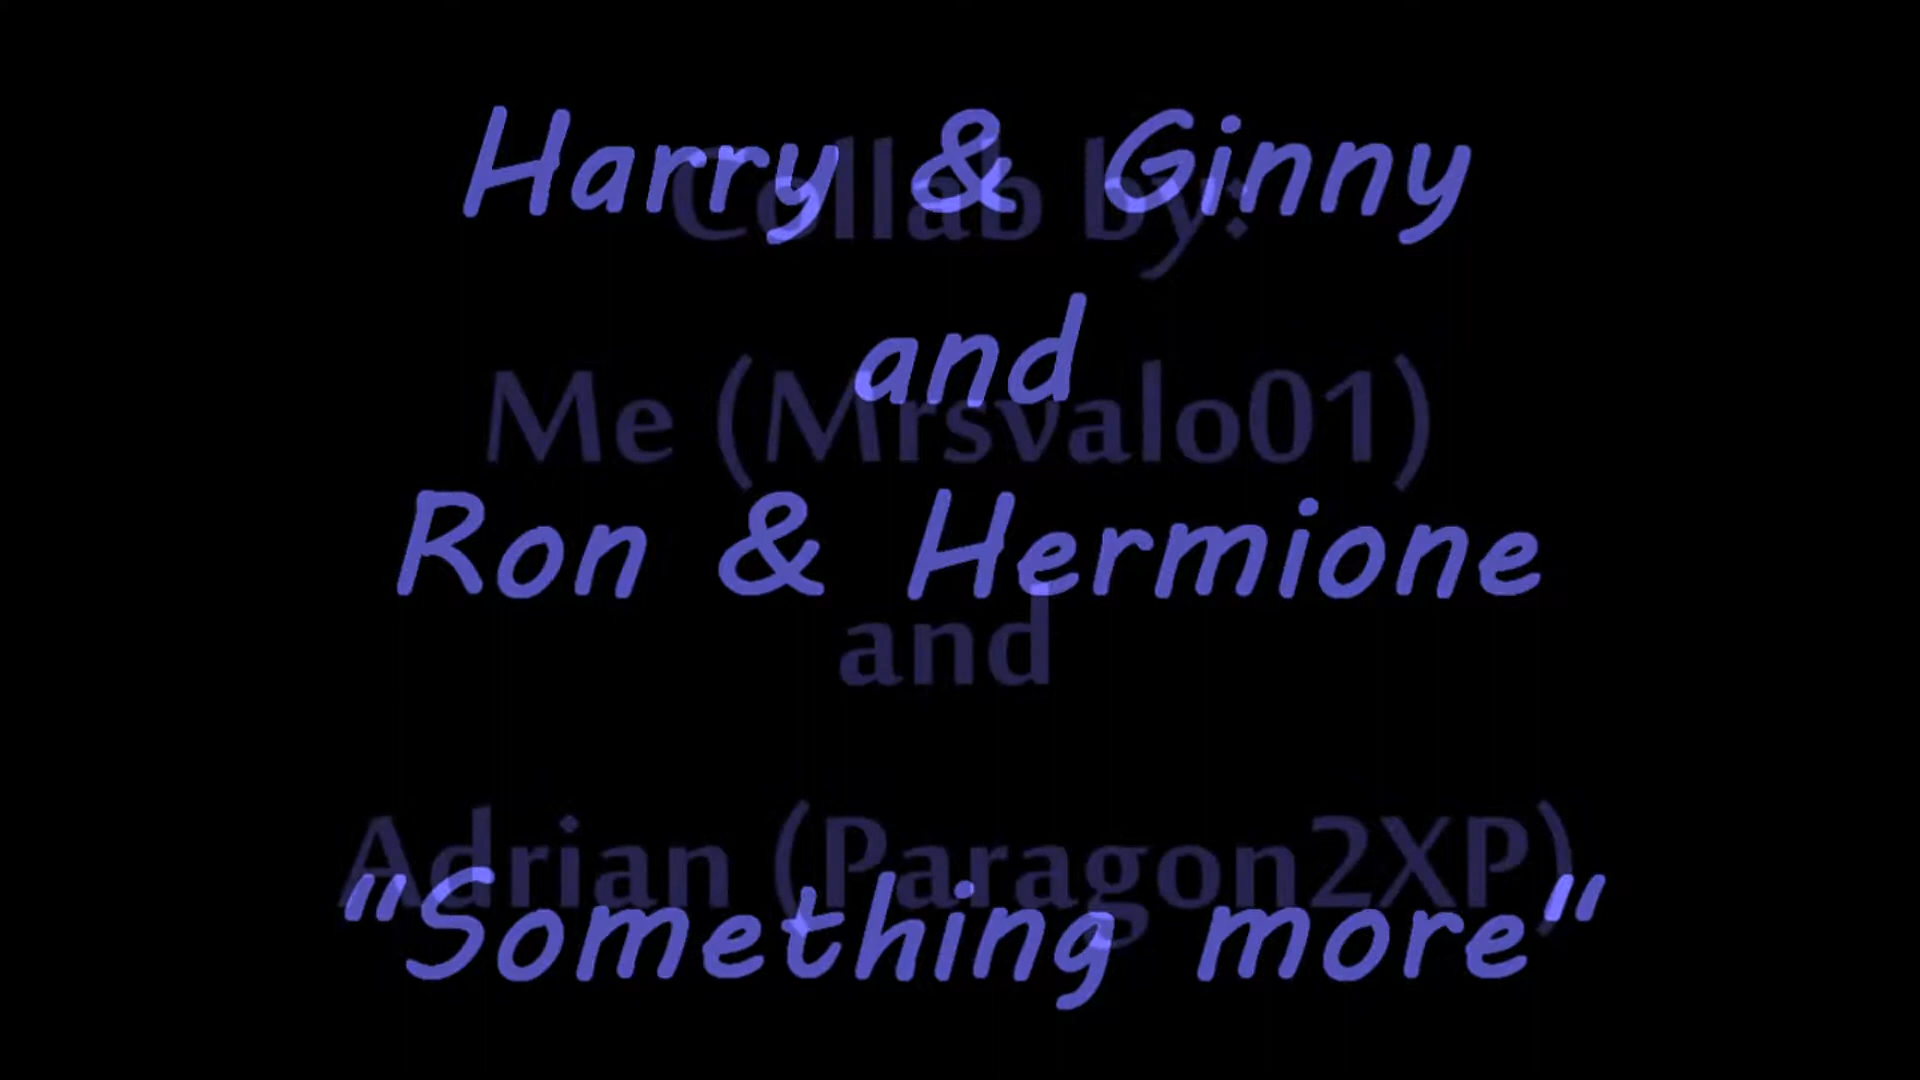 Harry & Ginny
and
Ron & Hermione
"Something more"
Collab by:
Me (Mrsvalo01)
and
Adrian (Paragon2XP)